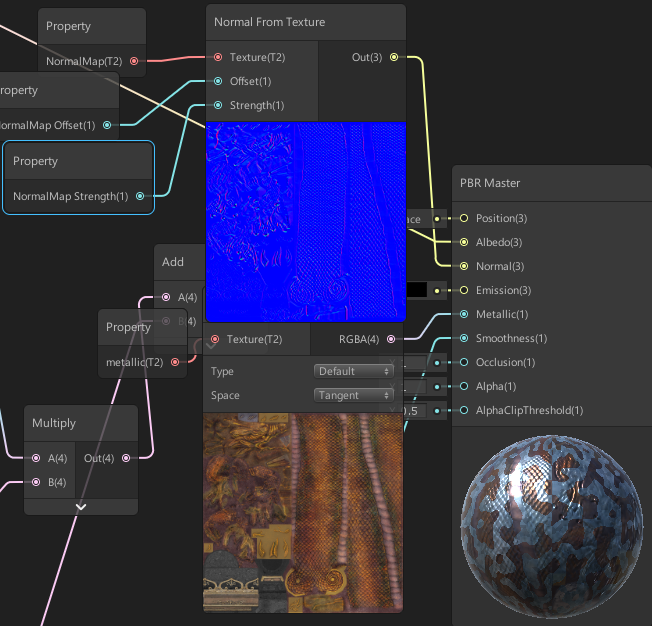 Property
NormalMap(T2)
roperty
ormalMap Offset(1)
Property
NormalMap Strength(1)
Normal From Texture
Texture(T2)
Out(3)
Offset(1)
Strength(1)
PBR Master
ace
Position(3)
Albedo(3)
Normal(3)
Emission(3)
Metallic(1)
Smoothness(1)
Occlusion(1)
Alpha(1)
0.5
AlphaClipThreshold(1)
Add
A(4)
B(4)
Property
metallic(T2)
Texture(T2)
RGBA(4)
Type
Default
Space
Tangent
Multiply
A(4)
Out(4)
B(4)